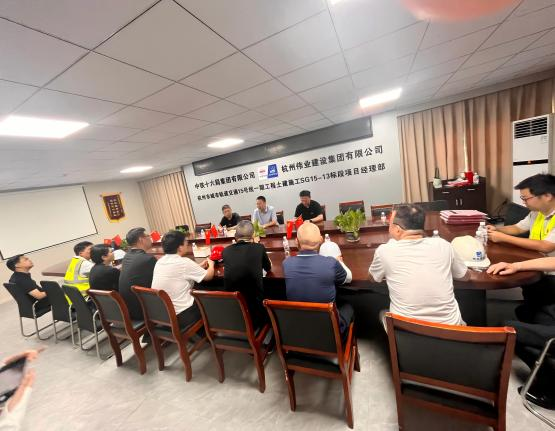 中铁十六局集团有限公司 杭州伟业建设集团有限公司
杭州市城市轨道交通15号线一期工程土建施工SG15-13标段项目经理部